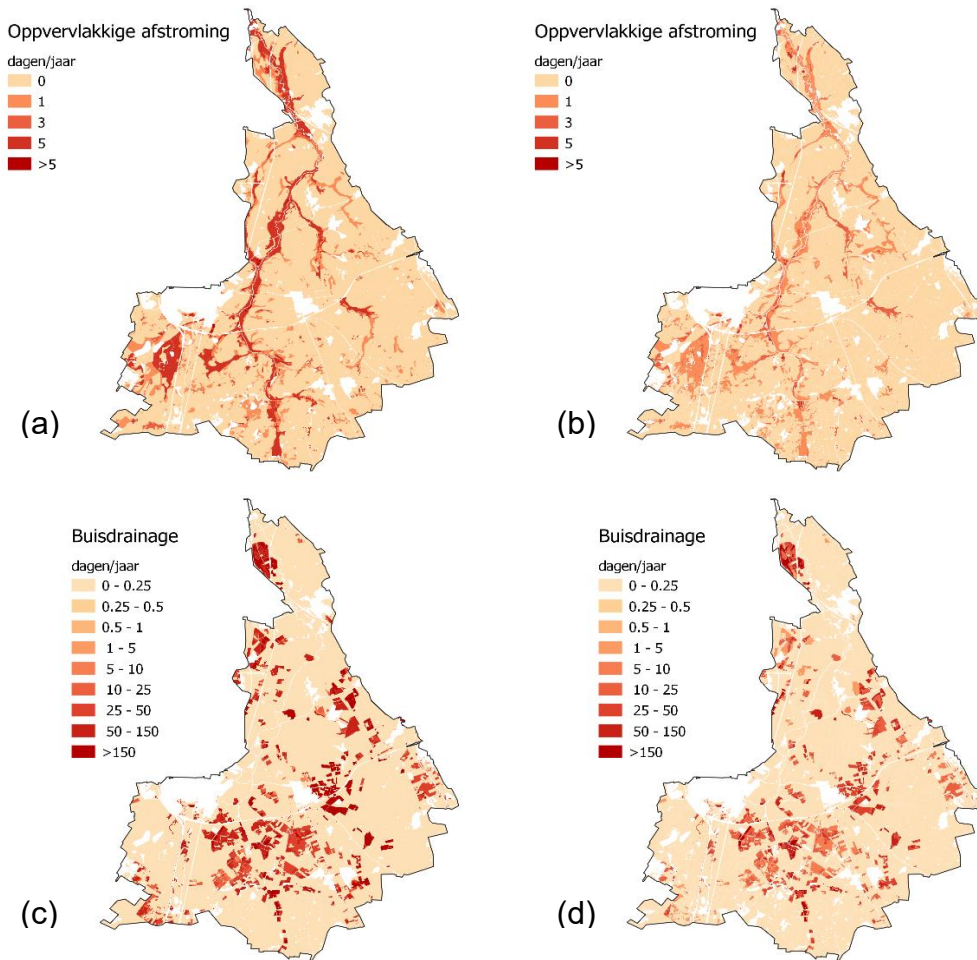 Oppvervlakkige afstroming
dagen/jaar
0
1
3
5
>5
(a)
Oppvervlakkige afstroming
dagen/jaar
0
1
3
5
>5
(b)
Buisdrainage
dagen/jaar
0 - 0.25
0.25 - 0.5
0.5 - 1
1 - 5
5 - 10
10 - 25
25 - 50
50 - 150
>150
(c)
Buisdrainage
dagen/jaar
0 - 0.25
0.25 - 0.5
0.5 - 1
1 - 5
5 - 10
10 - 25
25 - 50
50 - 150
>150
(d)